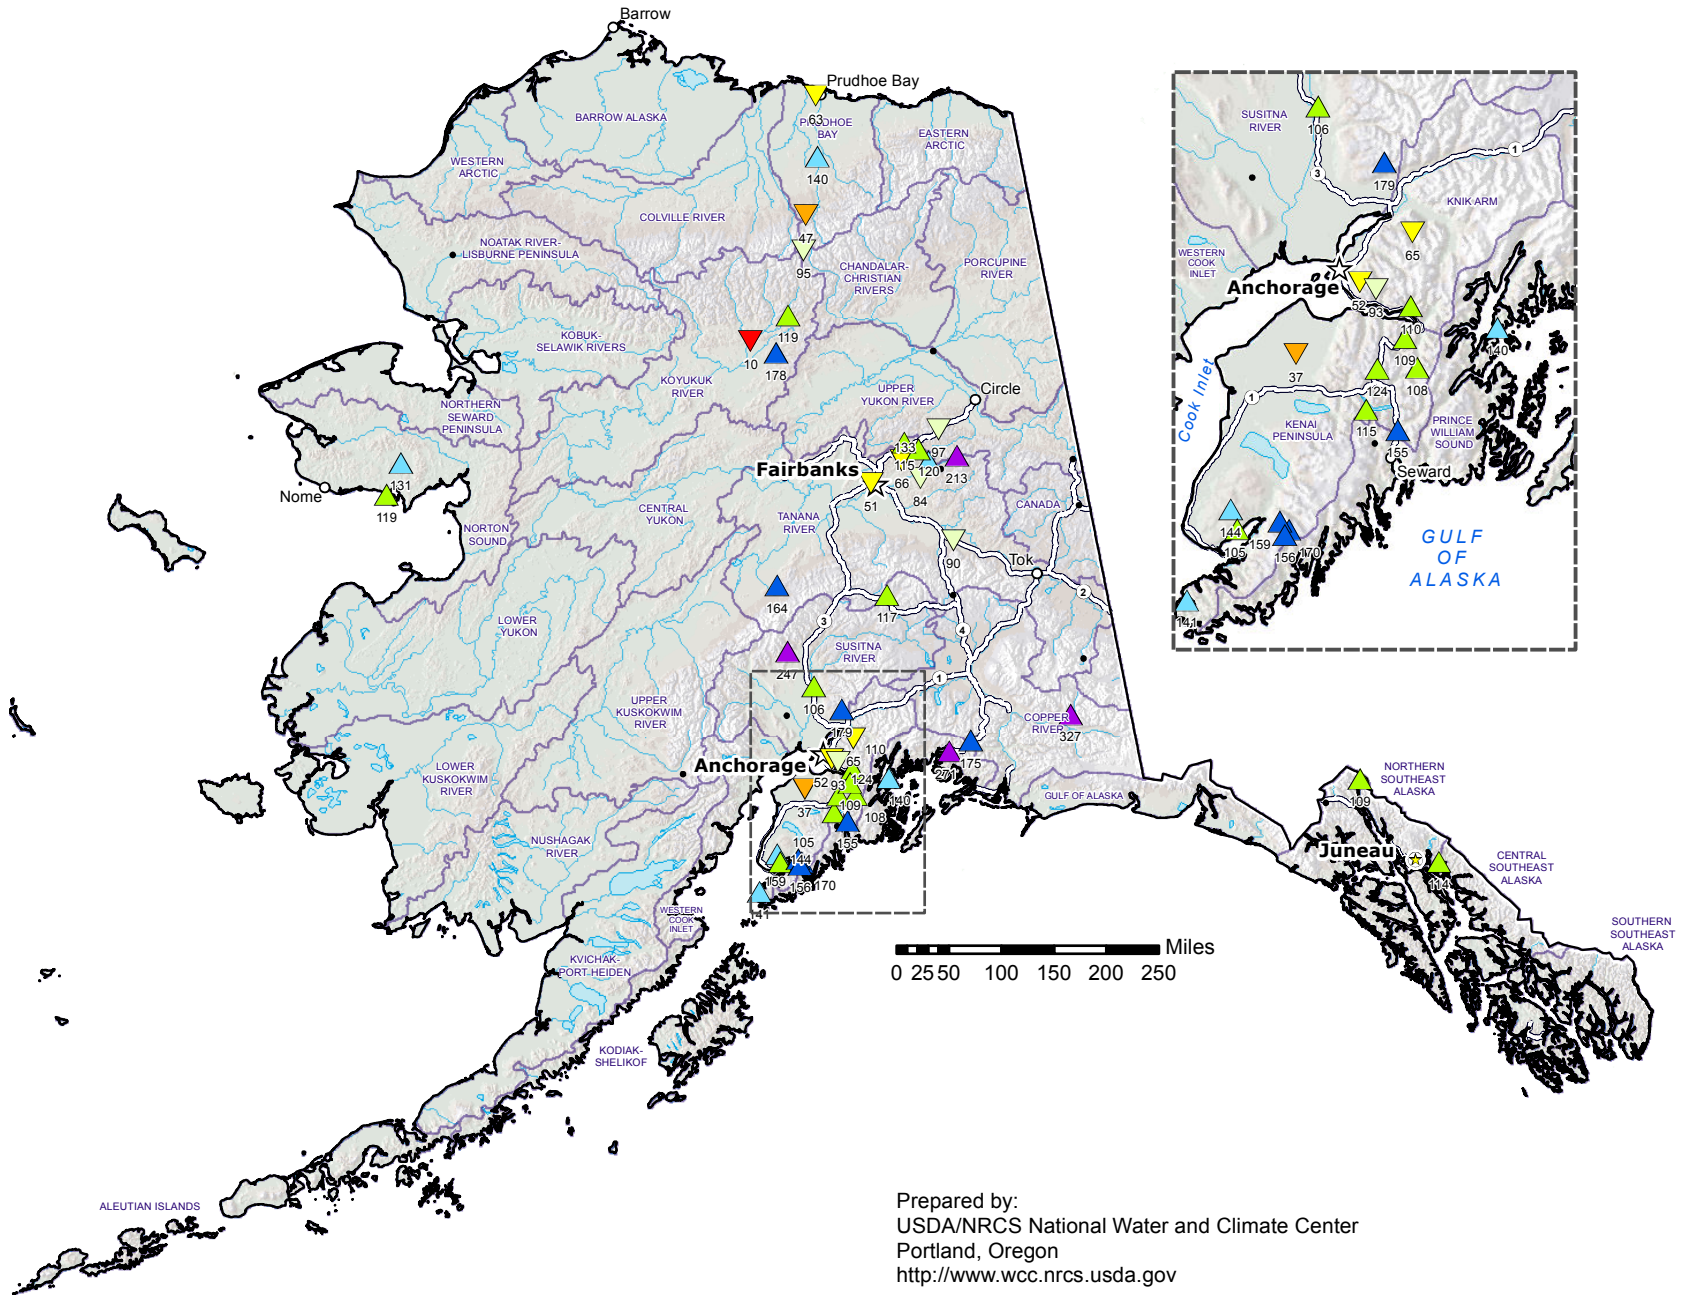 Barrow
Prudhoe Bay
63
PRUDHOE
BAY
BARROW ALASKA
EASTERN
ARCTIC
WESTERN
ARCTIC
140
COLVILLE RIVER
47
95
NOATAK RIVER-
LISBURNE PENINSULA
CHANDALAR-
CHRISTIAN
RIVERS
PORCUPINE
RIVER
KOBUK-
SELAWIK RIVERS
119
10
178
KOYUKUK
RIVER
UPPER
YUKON RIVER
Circle
NORTHERN
SEWARD
PENINSULA
133
97
115
120
213
Fairbanks
66
84
51
131
Nome
119
NORTON
SOUND
CENTRAL
YUKON
TANANA
RIVER
CANADA
90
Tok
2
164
117
LOWER
YUKON
3
4
SUSITNA
RIVER
247
1
106
UPPER
KUSKOKWIM
RIVER
COPPER
RIVER
327
179
110
175
271
Anchorage
65
52
93
124
140
37
109
108
LOWER
KUSKOKWIM
RIVER
GULF OF ALASKA
NUSHAGAK
RIVER
105
155
144
159
156
170
141
WESTERN
COOK
INLET
KVICHAK-
PORT HEIDEN
KODIAK-
SHELIKOF
ALEUTIAN ISLANDS
SUSITNA
RIVER
106
1
3
179
KNIK ARM
65
WESTERN
COOK
INLET
Anchorage
52
93
110
140
109
37
124
108
Cook Inlet
1
115
KENAI
PENINSULA
PRINCE
WILLIAM
SOUND
155
Seward
144
105
159
156
170
141
GULF
OF
ALASKA
109
NORTHERN
SOUTHEAST
ALASKA
Juneau
114
CENTRAL
SOUTHEAST
ALASKA
SOUTHERN
SOUTHEAST
ALASKA
Miles
0 25 50 100 150 200 250
Prepared by:
USDA/NRCS National Water and Climate Center
Portland, Oregon
http://www.wcc.nrcs.usda.gov